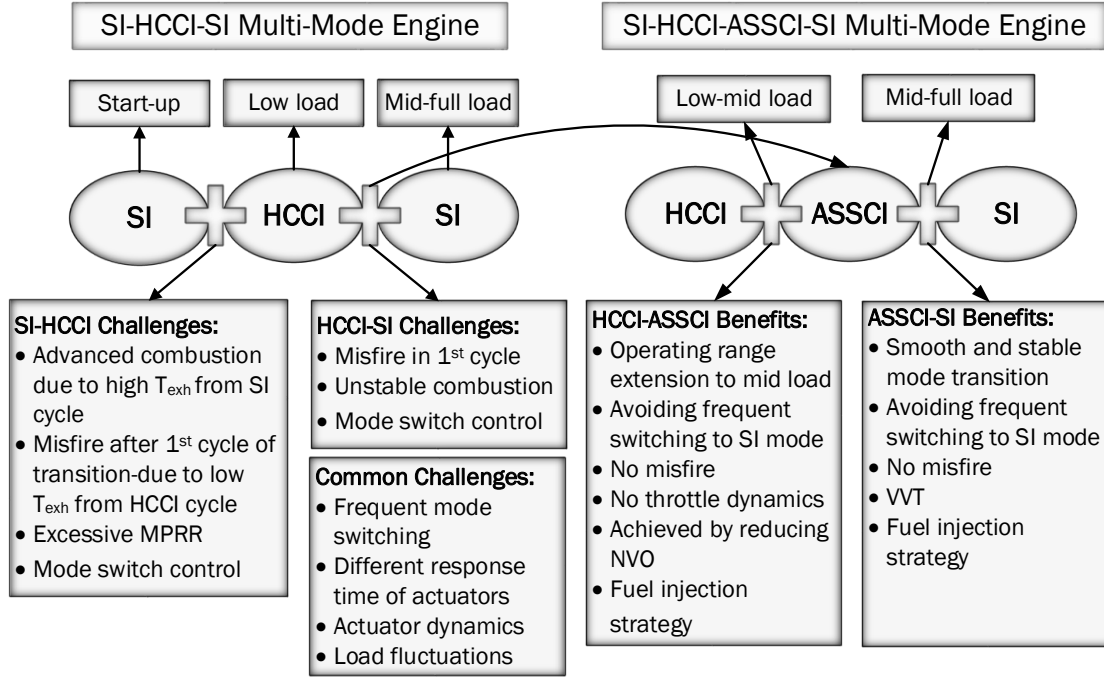 SI-HCCI-SI Multi-Mode Engine
SI-HCCI-ASSCI-SI Multi-Mode Engine
Start-up
Low load
Mid-full load
Low-mid load
Mid-full load
SI
HCCI
SI
HCCI
ASSCI
SI
SI-HCCI Challenges:
• Advanced combustion
due to high Texh from SI
cycle
• Misfire after 1st cycle of
transition-due to low
Texh from HCCI cycle
• Excessive MPRR
• Mode switch control
HCCI-SI Challenges:
• Misfire in 1st cycle
• Unstable combustion
• Mode switch control
Common Challenges:
• Frequent mode
switching
• Different response
time of actuators
• Actuator dynamics
• Load fluctuations
HCCI-ASSCI Benefits:
• Operating range
extension to mid load
• Avoiding frequent
switching to SI mode
• No misfire
• No throttle dynamics
• Achieved by reducing
NVO
• Fuel injection
strategy
ASSCI-SI Benefits:
• Smooth and stable
mode transition
• Avoiding frequent
switching to SI mode
• No misfire
• VVT
• Fuel injection
strategy